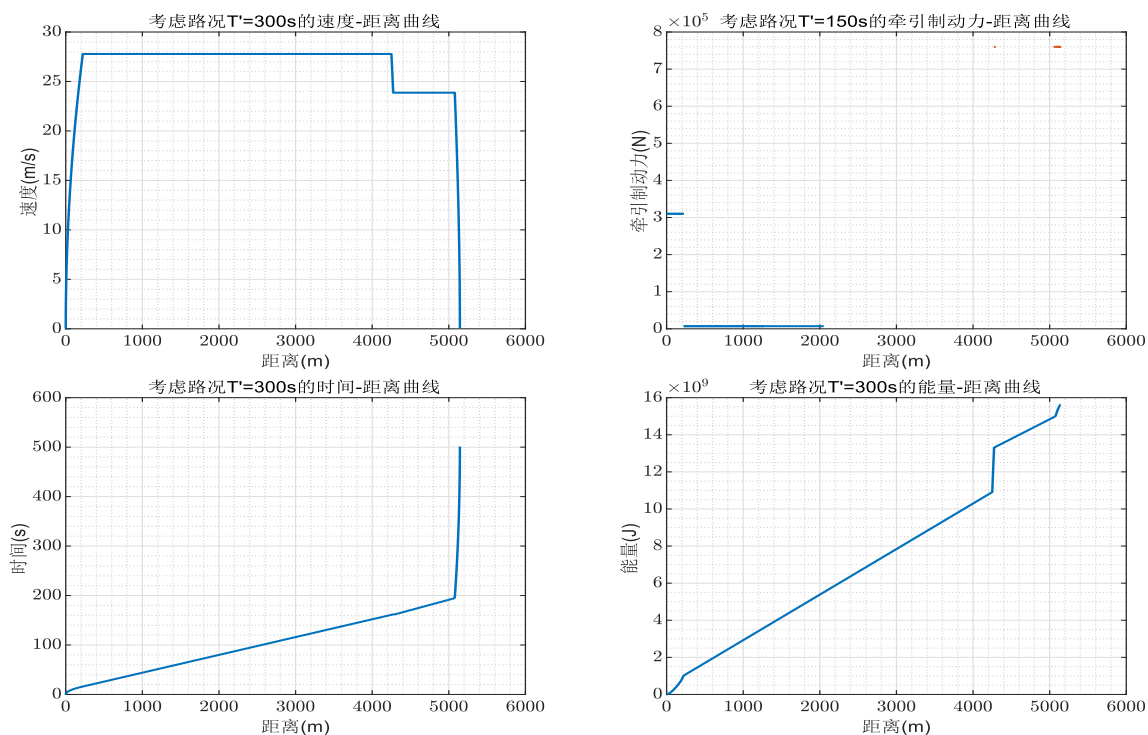 考虑路况T'=300s的速度-距离曲线
30
25
20
15
10
5
0
速度(m/s)
0 1000 2000 3000 4000 5000 6000
距离(m)
考虑路况T'=150s的牵引制动力-距离曲线
×10^5
8
7
6
5
4
3
2
1
0
牵引制动力(N)
0 1000 2000 3000 4000 5000 6000
距离(m)
考虑路况T'=300s的时间-距离曲线
600
500
400
300
200
100
0
时间(s)
0 1000 2000 3000 4000 5000 6000
距离(m)
考虑路况T'=300s的能量-距离曲线
×10^9
16
14
12
10
8
6
4
2
0
能量(J)
0 1000 2000 3000 4000 5000 6000
距离(m)